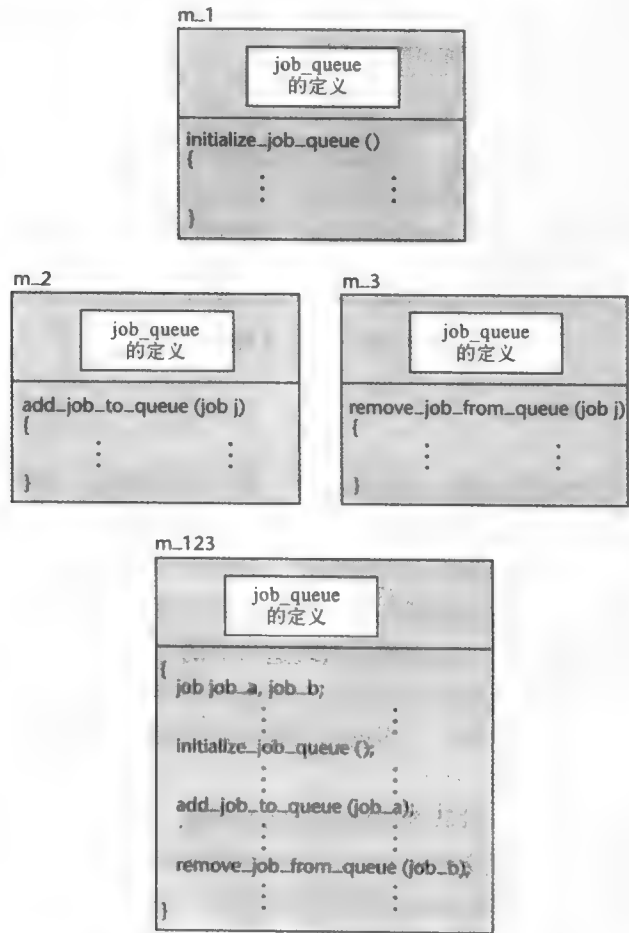 m_1
job_queue
的定义
initialize_job_queue ()
{
}
m_2
job_queue
的定义
add_job_to_queue (job j)
{
}
m_3
job_queue
的定义
remove_job_from_queue (job j)
{
}
m_123
job_queue
的定义
{
job job_a, job_b;
initialize_job_queue ();
add_job_to_queue (job_a);
remove_job_from_queue (job_b);
}